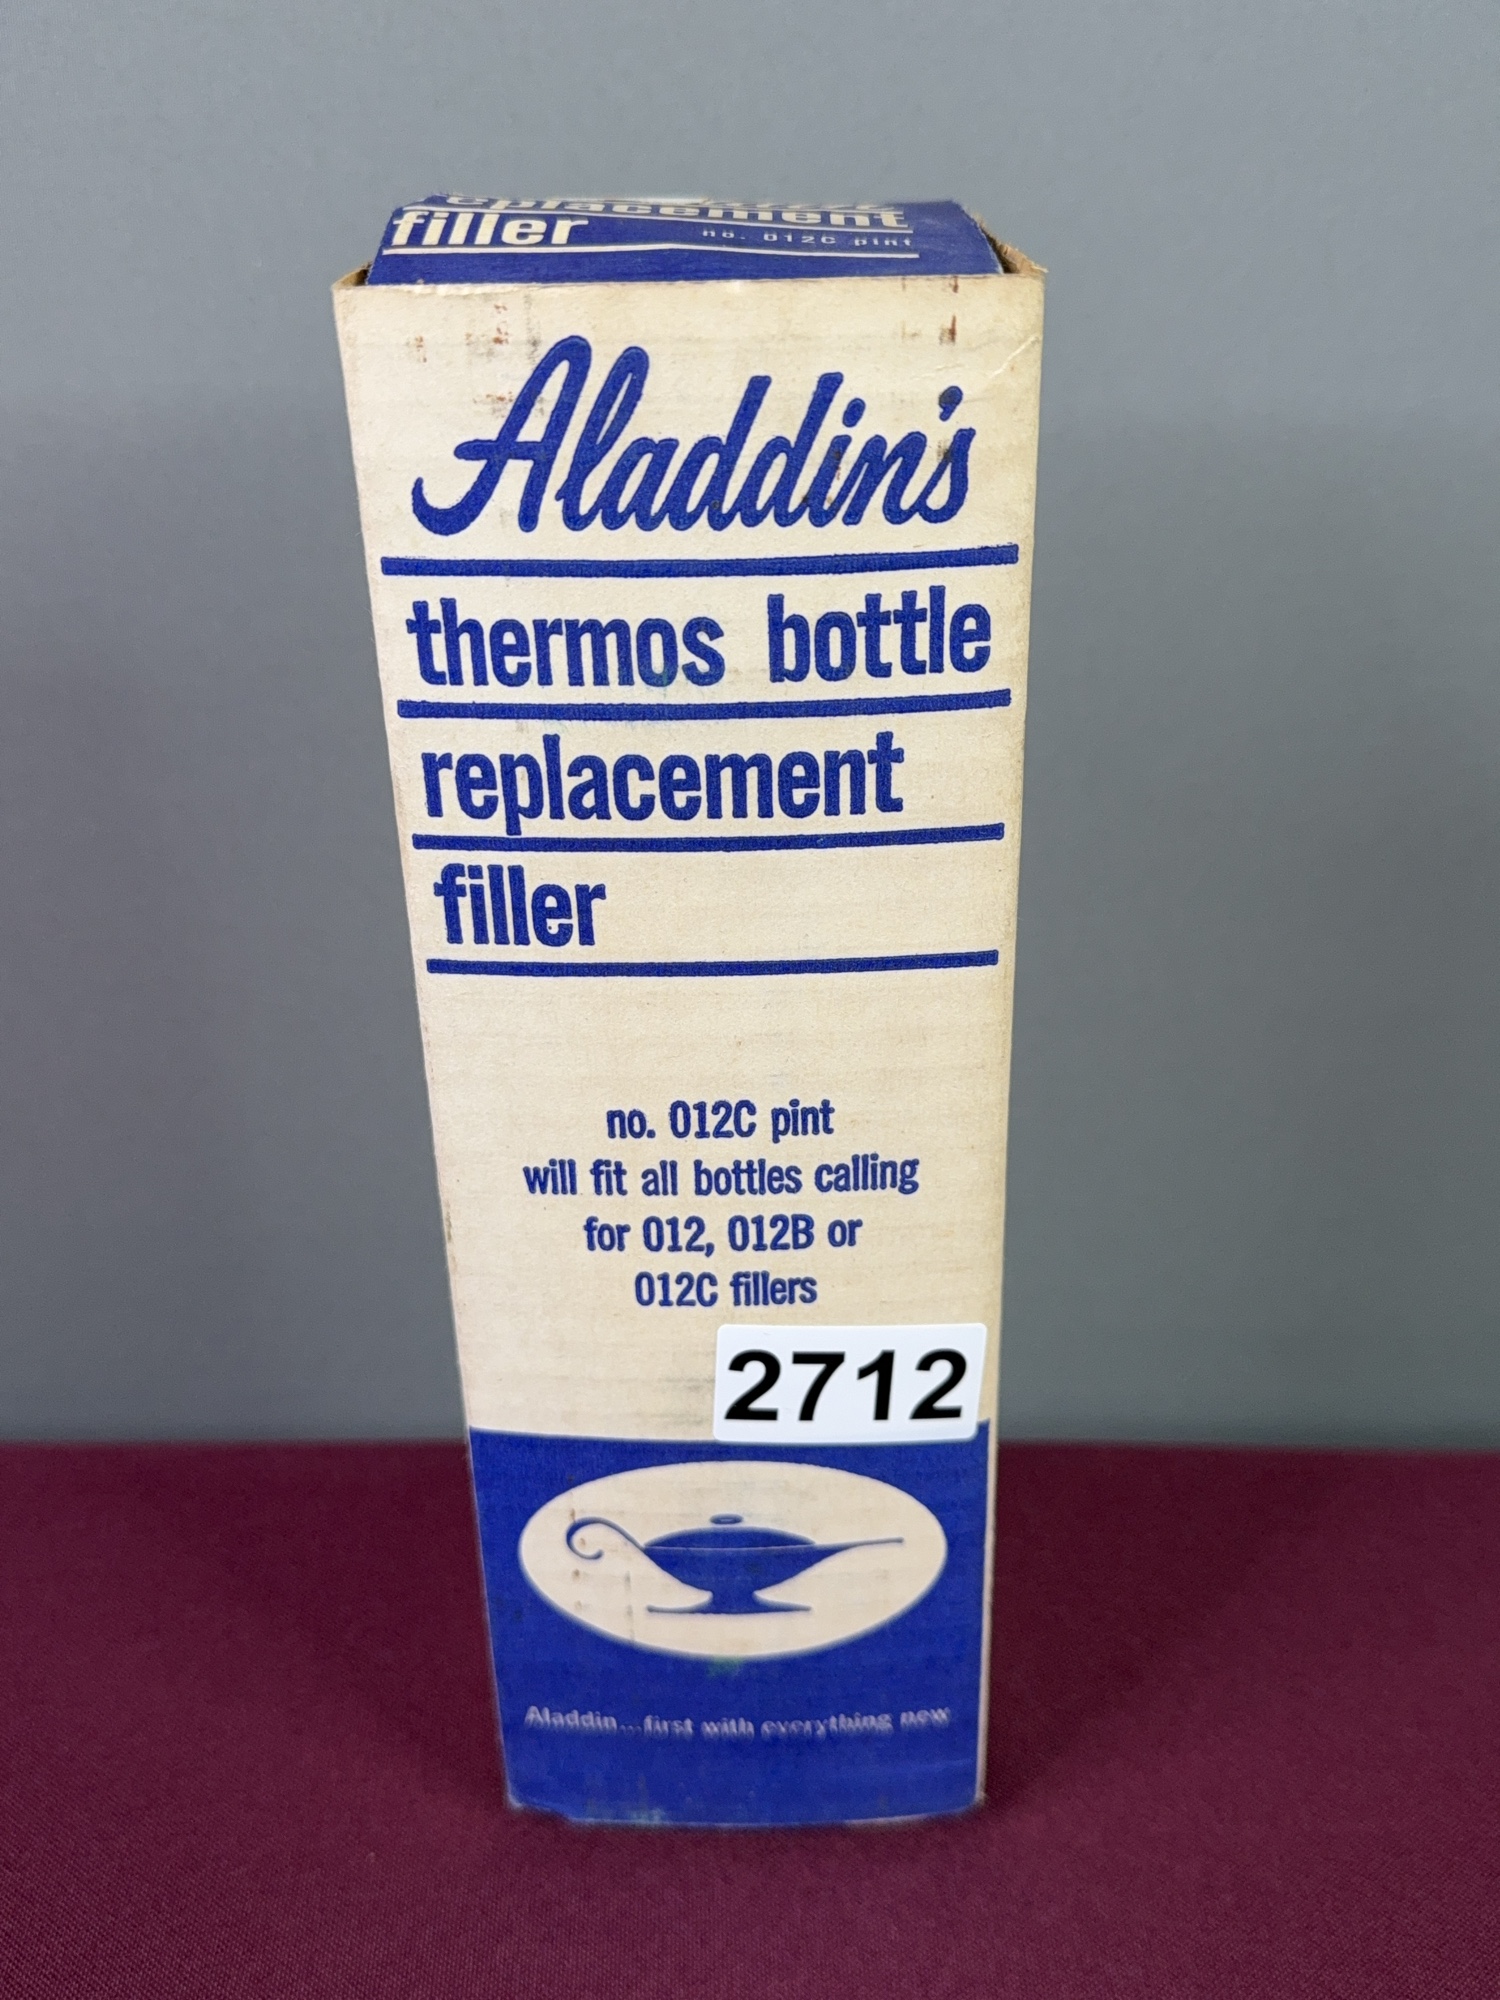 replacement
filler no. 012C pint
Aladdin's
thermos bottle
replacement
filler
no. 012C pint
will fit all bottles calling
for 012, 012B or
012C fillers
2712
Aladdin...first with everything new